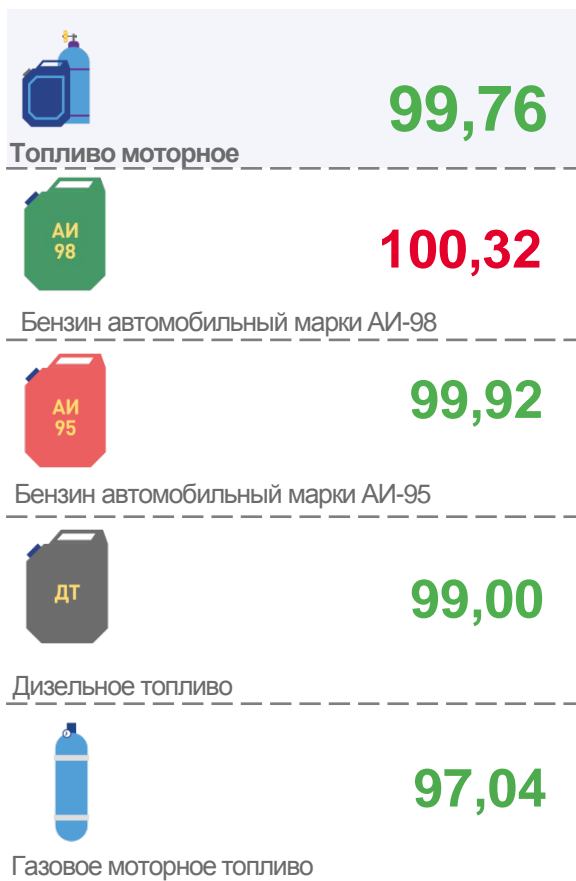 99,76
Топливо моторное
АИ
98
100,32
Бензин автомобильный марки АИ-98
АИ
95
99,92
Бензин автомобильный марки АИ-95
ДТ
99,00
Дизельное топливо
97,04
Газовое моторное топливо